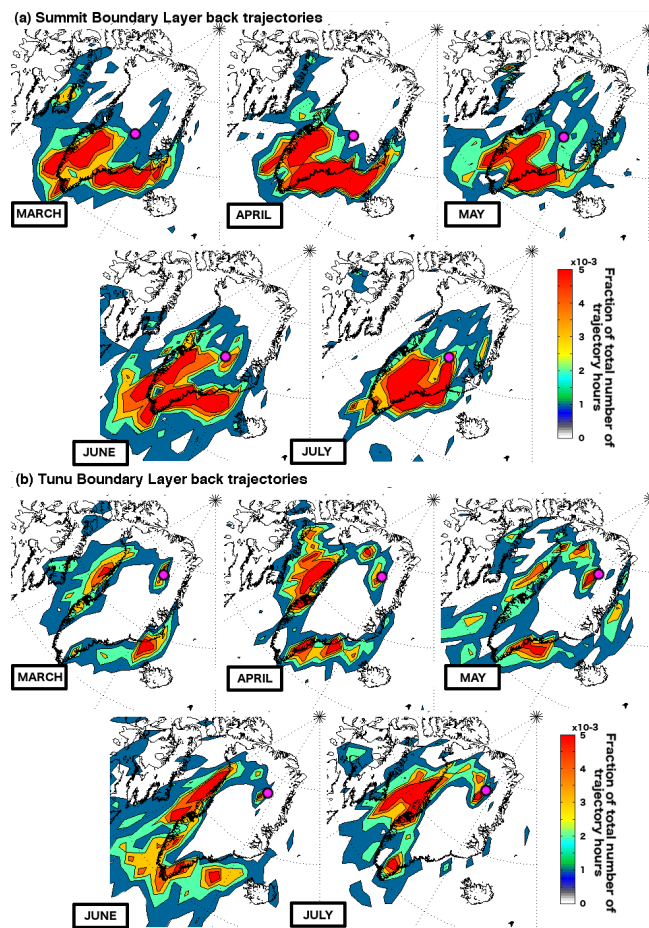 (a) Summit Boundary Layer back trajectories
MARCH
APRIL
MAY
JUNE
JULY
x10-3
5
4
3
2
1
0
Fraction of total number of
trajectory hours
(b) Tunu Boundary Layer back trajectories
MARCH
APRIL
MAY
JUNE
JULY
x10-3
5
4
3
2
1
0
Fraction of total number of
trajectory hours